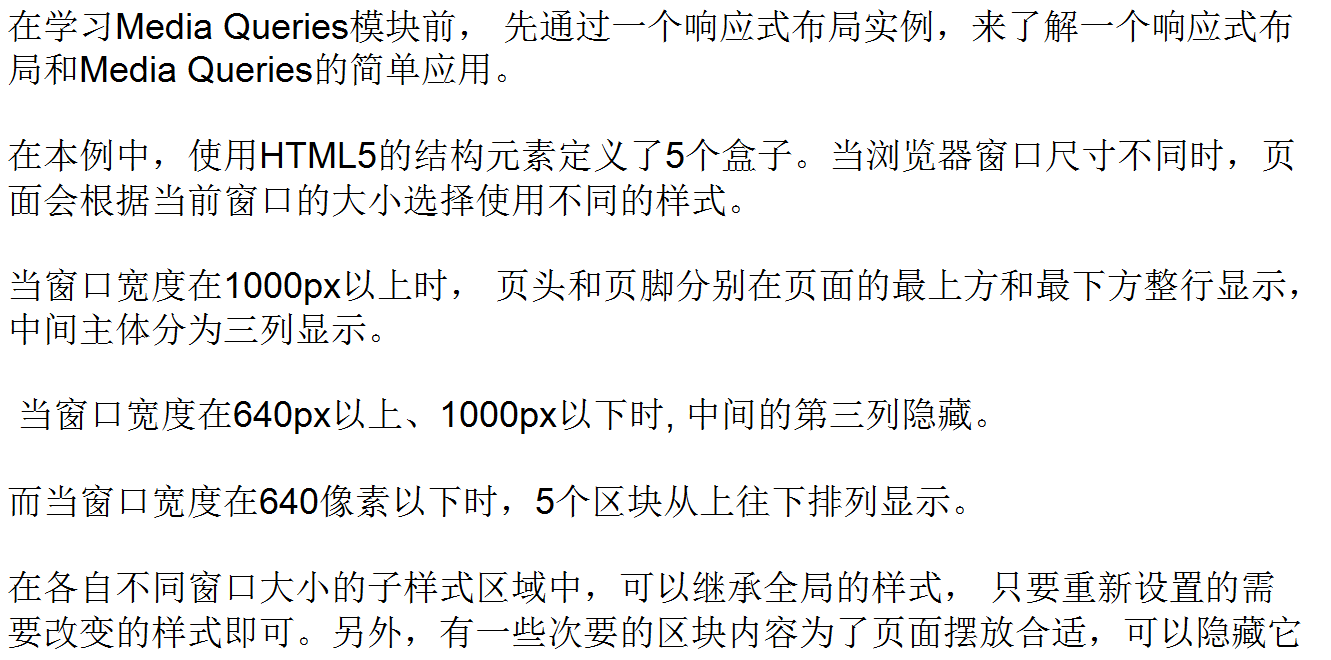 在学习Media Queries模块前， 先通过一个响应式布局实例，来了解一个响应式布
局和Media Queries的简单应用。
在本例中，使用HTML5的结构元素定义了5个盒子。当浏览器窗口尺寸不同时，页
面会根据当前窗口的大小选择使用不同的样式。
当窗口宽度在1000px以上时， 页头和页脚分别在页面的最上方和最下方整行显示，
中间主体分为三列显示。
当窗口宽度在640px以上、1000px以下时, 中间的第三列隐藏。
而当窗口宽度在640像素以下时，5个区块从上往下排列显示。
在各自不同窗口大小的子样式区域中，可以继承全局的样式， 只要重新设置的需
要改变的样式即可。另外，有一些次要的区块内容为了页面摆放合适，可以隐藏它